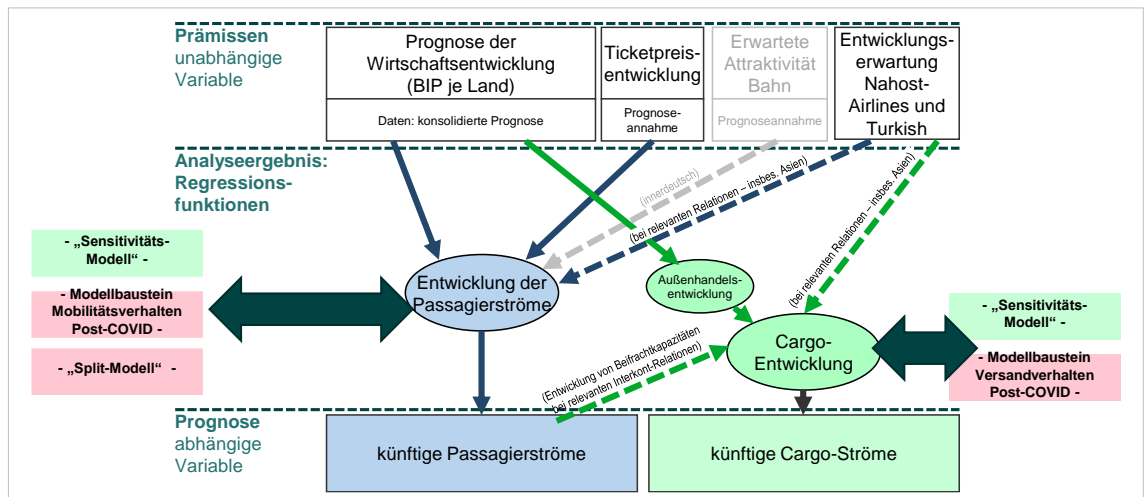 Prämissen
unabhängige
Variable
Prognose der
Wirtschaftsentwicklung
(BIP je Land)
Daten: konsolidierte Prognose
Ticketpreis-
entwicklung
Prognose-
annahme
Erwartete
Attraktivität
Bahn
Prognoseannahme
Entwicklungs-
erwartung
Nahost-
Airlines und
Turkish
Analyseergebnis:
Regressions-
funktionen
(innerdeutsch)
(bei relevanten Relationen – insbes. Asien)
(bei relevanten Relationen – insbes. Asien)
- „Sensitivitäts-
Modell“ -
- Modellbaustein
Mobilitätsverhalten
Post-COVID -
- „Split-Modell“ -
Entwicklung der
Passagierströme
Außenhandels-
entwicklung
Cargo-
Entwicklung
- „Sensitivitäts-
Modell“ -
- Modellbaustein
Versandverhalten
Post-COVID -
(Entwicklung von Beifrachtkapazitäten
bei relevanten Interkont-Relationen)
Prognose
abhängige
Variable
künftige Passagierströme
künftige Cargo-Ströme